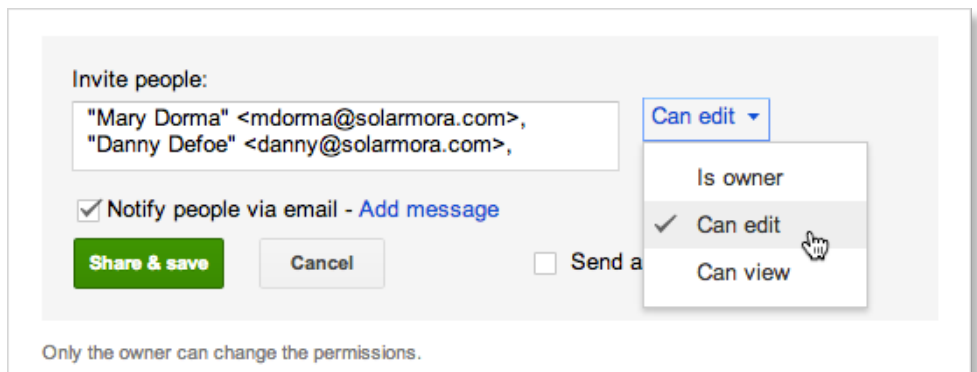 Invite people:
"Mary Dorma" <mdorma@solarmora.com>,
"Danny Defoe" <danny@solarmora.com>,
Can edit
Is owner
Can edit
Can view
Notify people via email - Add message
Share & save
Cancel
Send a
Only the owner can change the permissions.